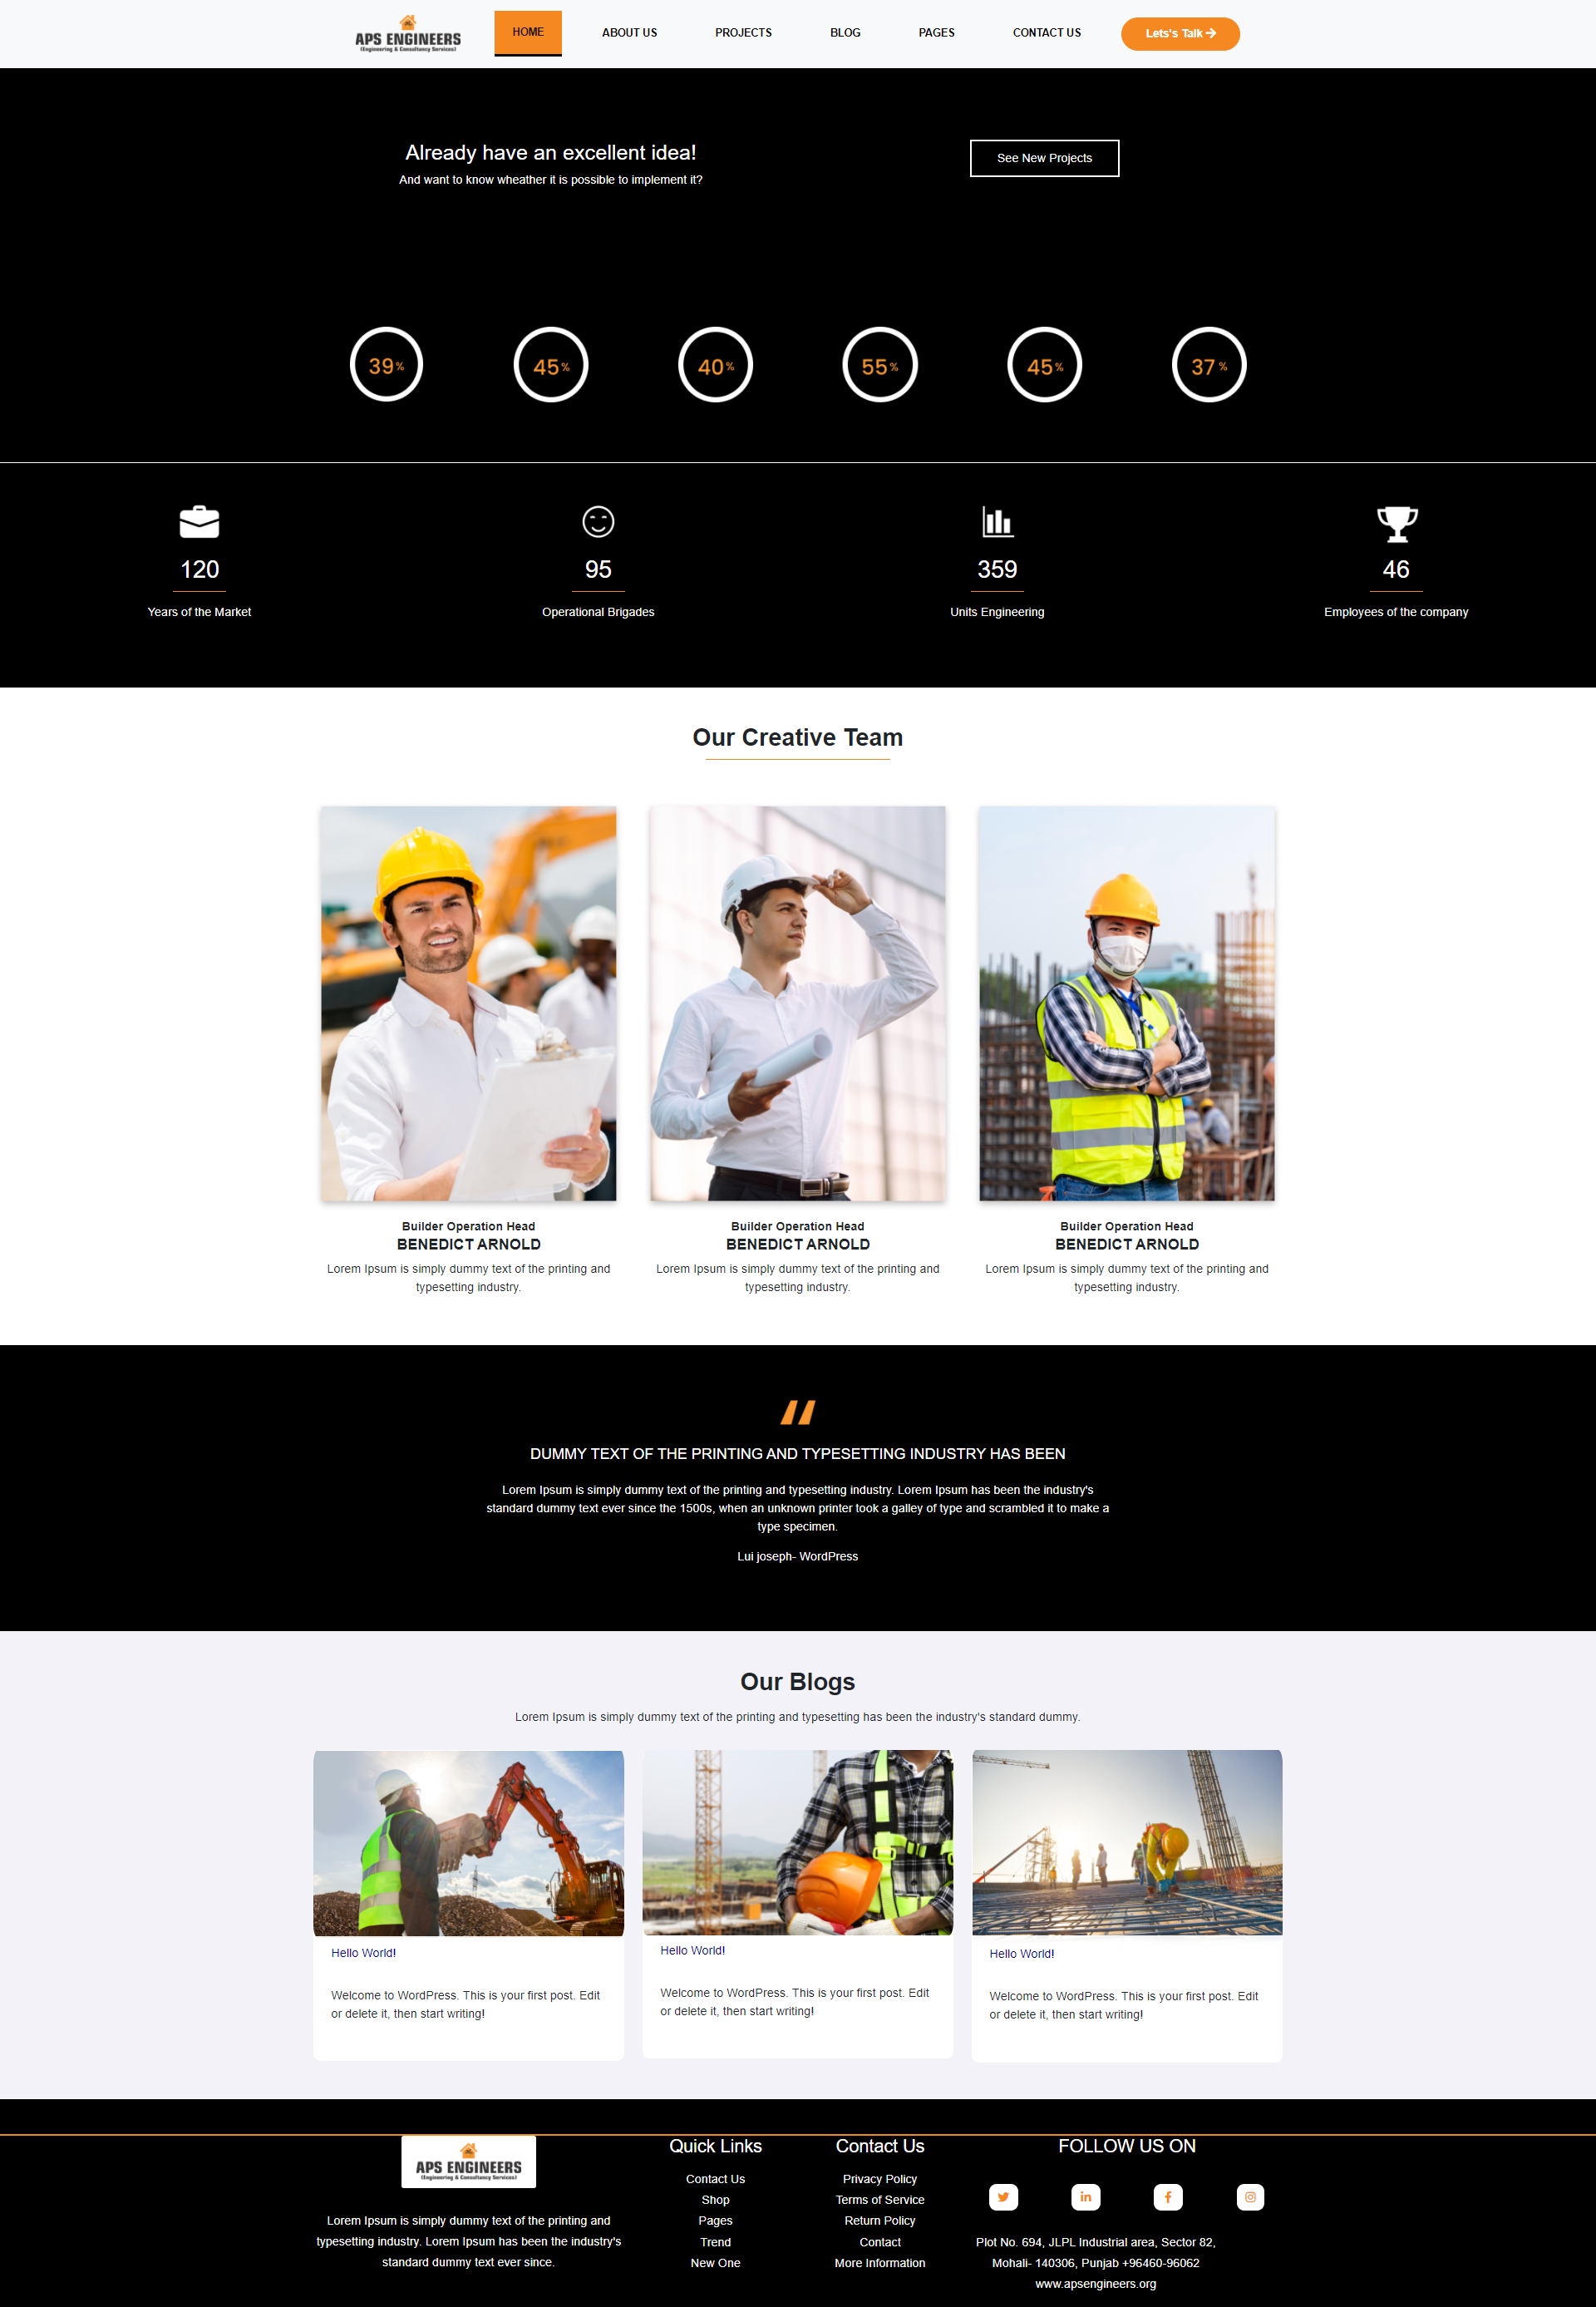 APS ENGINEERS
(Engineering & Consultancy Services)
HOME
ABOUT US
PROJECTS
BLOG
PAGES
CONTACT US
Lets's Talk
Already have an excellent idea!
And want to know wheather it is possible to implement it?
See New Projects
39%
45%
40%
55%
45%
37%
120
95
359
46
Years of the Market
Operational Brigades
Units Engineering
Employees of the company
Our Creative Team
Builder Operation Head
BENEDICT ARNOLD
Lorem Ipsum is simply dummy text of the printing and
typesetting industry.
Builder Operation Head
BENEDICT ARNOLD
Lorem Ipsum is simply dummy text of the printing and
typesetting industry.
Builder Operation Head
BENEDICT ARNOLD
Lorem Ipsum is simply dummy text of the printing and
typesetting industry.
DUMMY TEXT OF THE PRINTING AND TYPESETTING INDUSTRY HAS BEEN
Lorem Ipsum is simply dummy text of the printing and typesetting industry. Lorem Ipsum has been the industry's
standard dummy text ever since the 1500s, when an unknown printer took a galley of type and scrambled it to make a
type specimen.
Lui joseph- WordPress
Our Blogs
Lorem Ipsum is simply dummy text of the printing and typesetting has been the industry's standard dummy.
Hello World!
Welcome to WordPress. This is your first post. Edit
or delete it, then start writing!
Hello World!
Welcome to WordPress. This is your first post. Edit
or delete it, then start writing!
Hello World!
Welcome to WordPress. This is your first post. Edit
or delete it, then start writing!
APS ENGINEERS
(Engineering & Consultancy Services)
Lorem Ipsum is simply dummy text of the printing and
typesetting industry. Lorem Ipsum has been the industry's
standard dummy text ever since.
Quick Links
Contact Us
Shop
Pages
Trend
New One
Contact Us
Privacy Policy
Terms of Service
Return Policy
Contact
More Information
FOLLOW US ON
Plot No. 694, JLPL Industrial area, Sector 82,
Mohali- 140306, Punjab +96460-96062
www.apsengineers.org